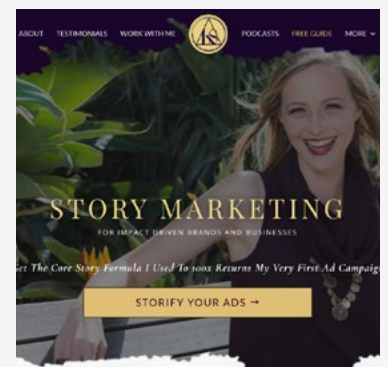 ABOUT TESTIMONIALS WORK WITH ME PODCASTS FREE GUIDE MORE
STORY MARKETING
FOR IMPACT DRIVEN BRANDS AND BUSINESSES
Get The Core Story Formula I Used To 100x Returns My Very First Ad Campaign
STORIFY YOUR ADS →